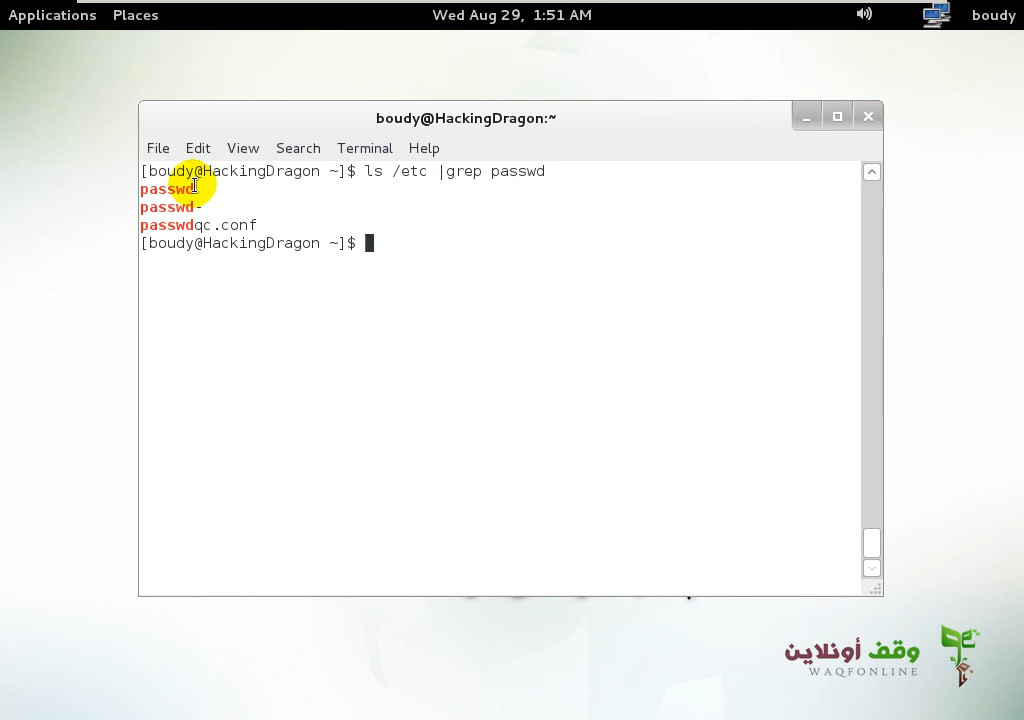 Applications Places Wed Aug 29, 1:51 AM boudy
boudy@HackingDragon:~
File Edit View Search Terminal Help
[boudy@HackingDragon ~]$ ls /etc |grep passwd
passwd
passwd-
passwdqc.conf
[boudy@HackingDragon ~]$
وقف أونلاين
WAQFONLINE